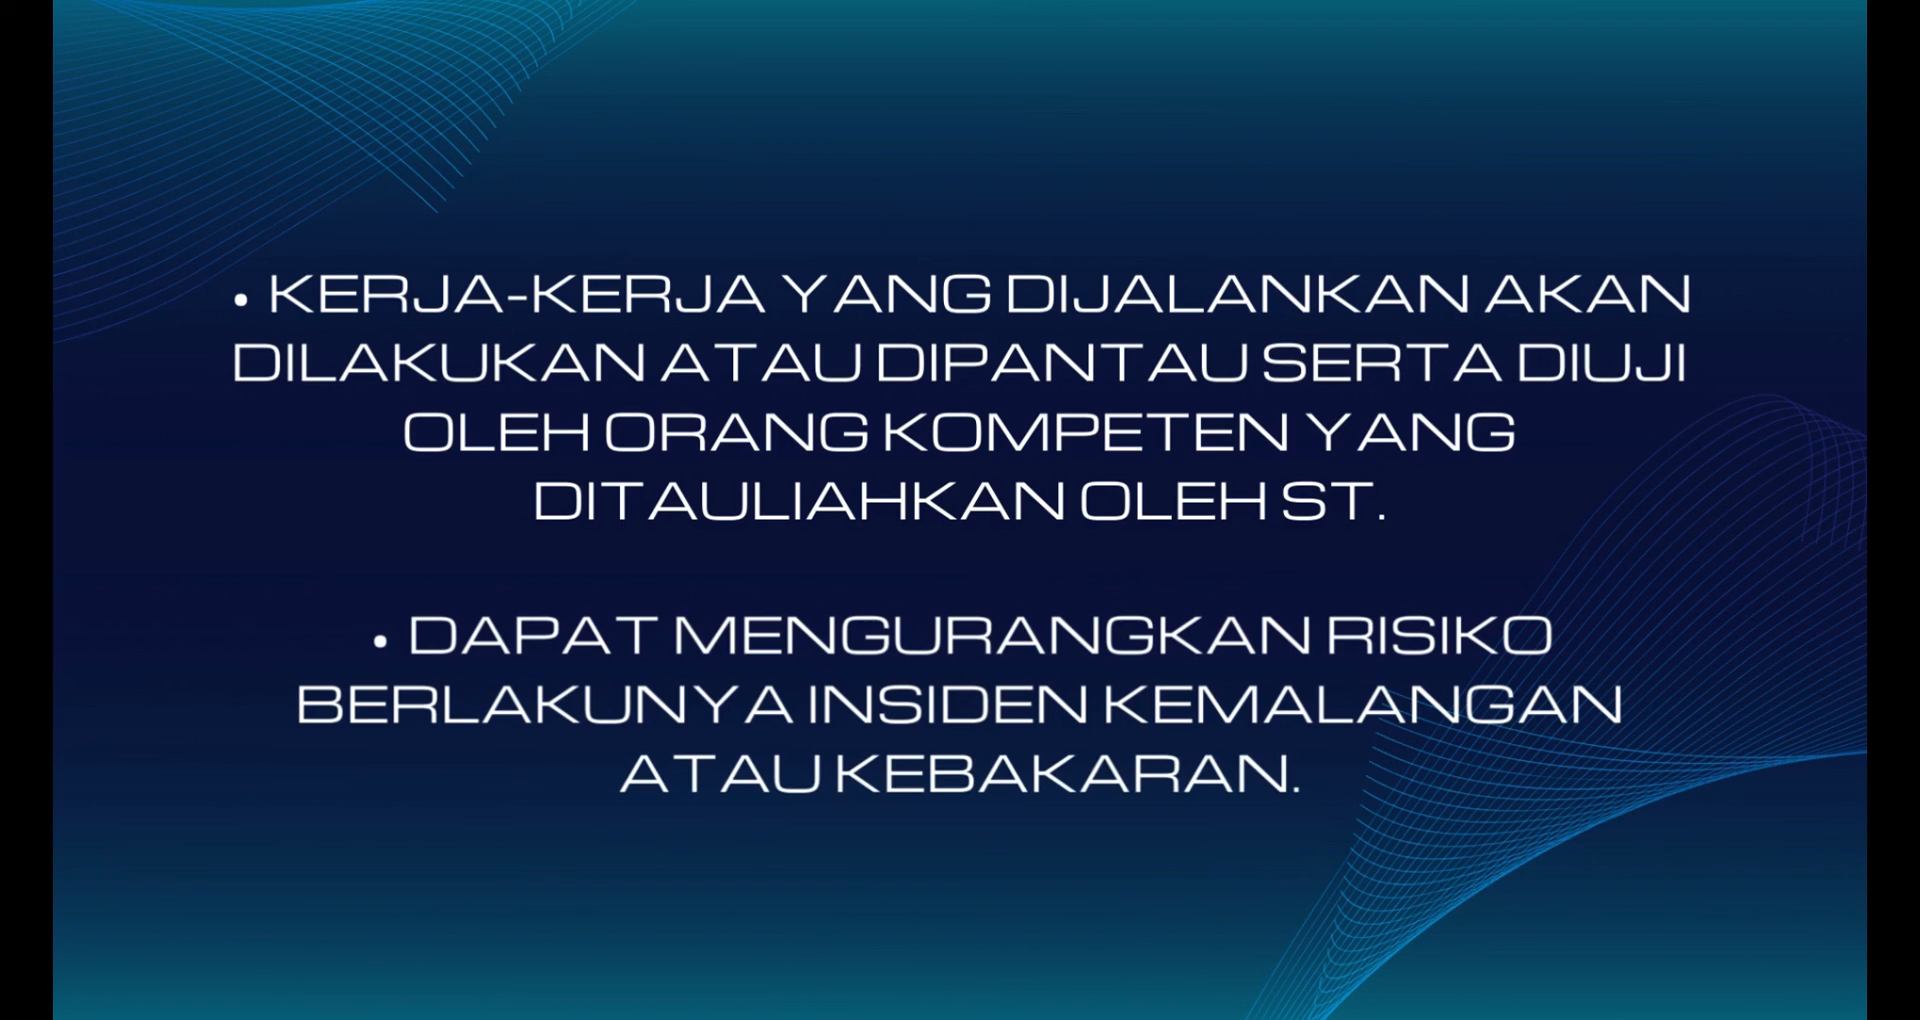 • KERJA-KERJA YANG DIJALANKAN AKAN
DILAKUKAN ATAU DIPANTAU SERTA DIUJI
OLEH ORANG KOMPETEN YANG
DITAULIAHKAN OLEH ST.
• DAPAT MENGURANGKAN RISIKO
BERLAKUNYA INSIDEN KEMALANGAN
ATAU KEBAKARAN.